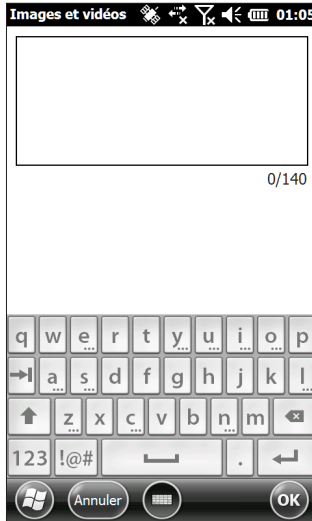 Images et vidéos 01:05
0/140
q w e r t y u i o p
a s d f g h j k l
z x c v b n m
123 !@# .
Annuler OK